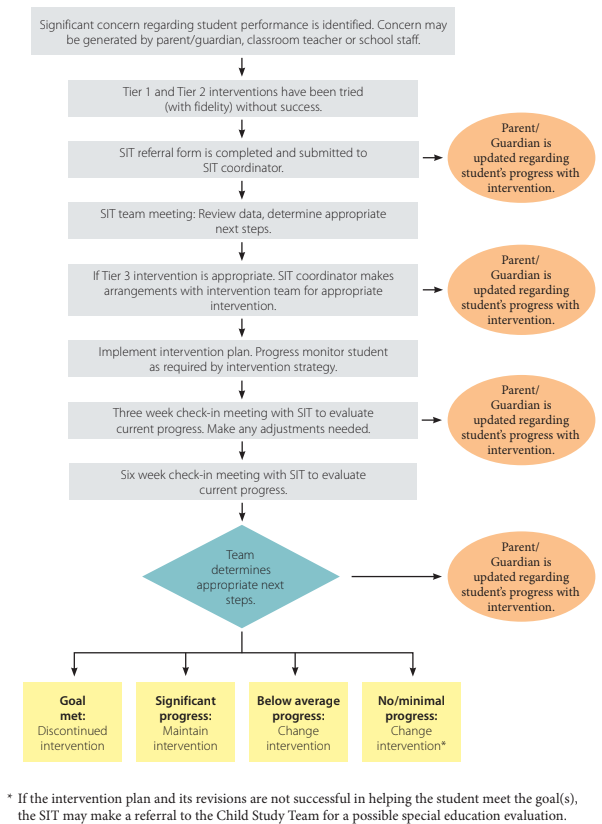 Significant concern regarding student performance is identified. Concern may
be generated by parent/guardian, classroom teacher or school staff.
Tier 1 and Tier 2 interventions have been tried
(with fidelity) without success.
SIT referral form is completed and submitted to
SIT coordinator.
Parent/
Guardian is
updated regarding
student's progress with
intervention.
SIT team meeting: Review data, determine appropriate
next steps.
If Tier 3 intervention is appropriate. SIT coordinator makes
arrangements with intervention team for appropriate
intervention.
Parent/
Guardian is
updated regarding
student's progress with
intervention.
Implement intervention plan. Progress monitor student
as required by intervention strategy.
Three week check-in meeting with SIT to evaluate
current progress. Make any adjustments needed.
Parent/
Guardian is
updated regarding
student's progress with
intervention.
Six week check-in meeting with SIT to evaluate
current progress.
Team
determines
appropriate next
steps.
Parent/
Guardian is
updated regarding
student's progress with
intervention.
Goal
met:
Discontinued
intervention
Significant
progress:
Maintain
intervention
Below average
progress:
Change
intervention
No/minimal
progress:
Change
intervention*
* If the intervention plan and its revisions are not successful in helping the student meet the goal(s),
the SIT may make a referral to the Child Study Team for a possible special education evaluation.